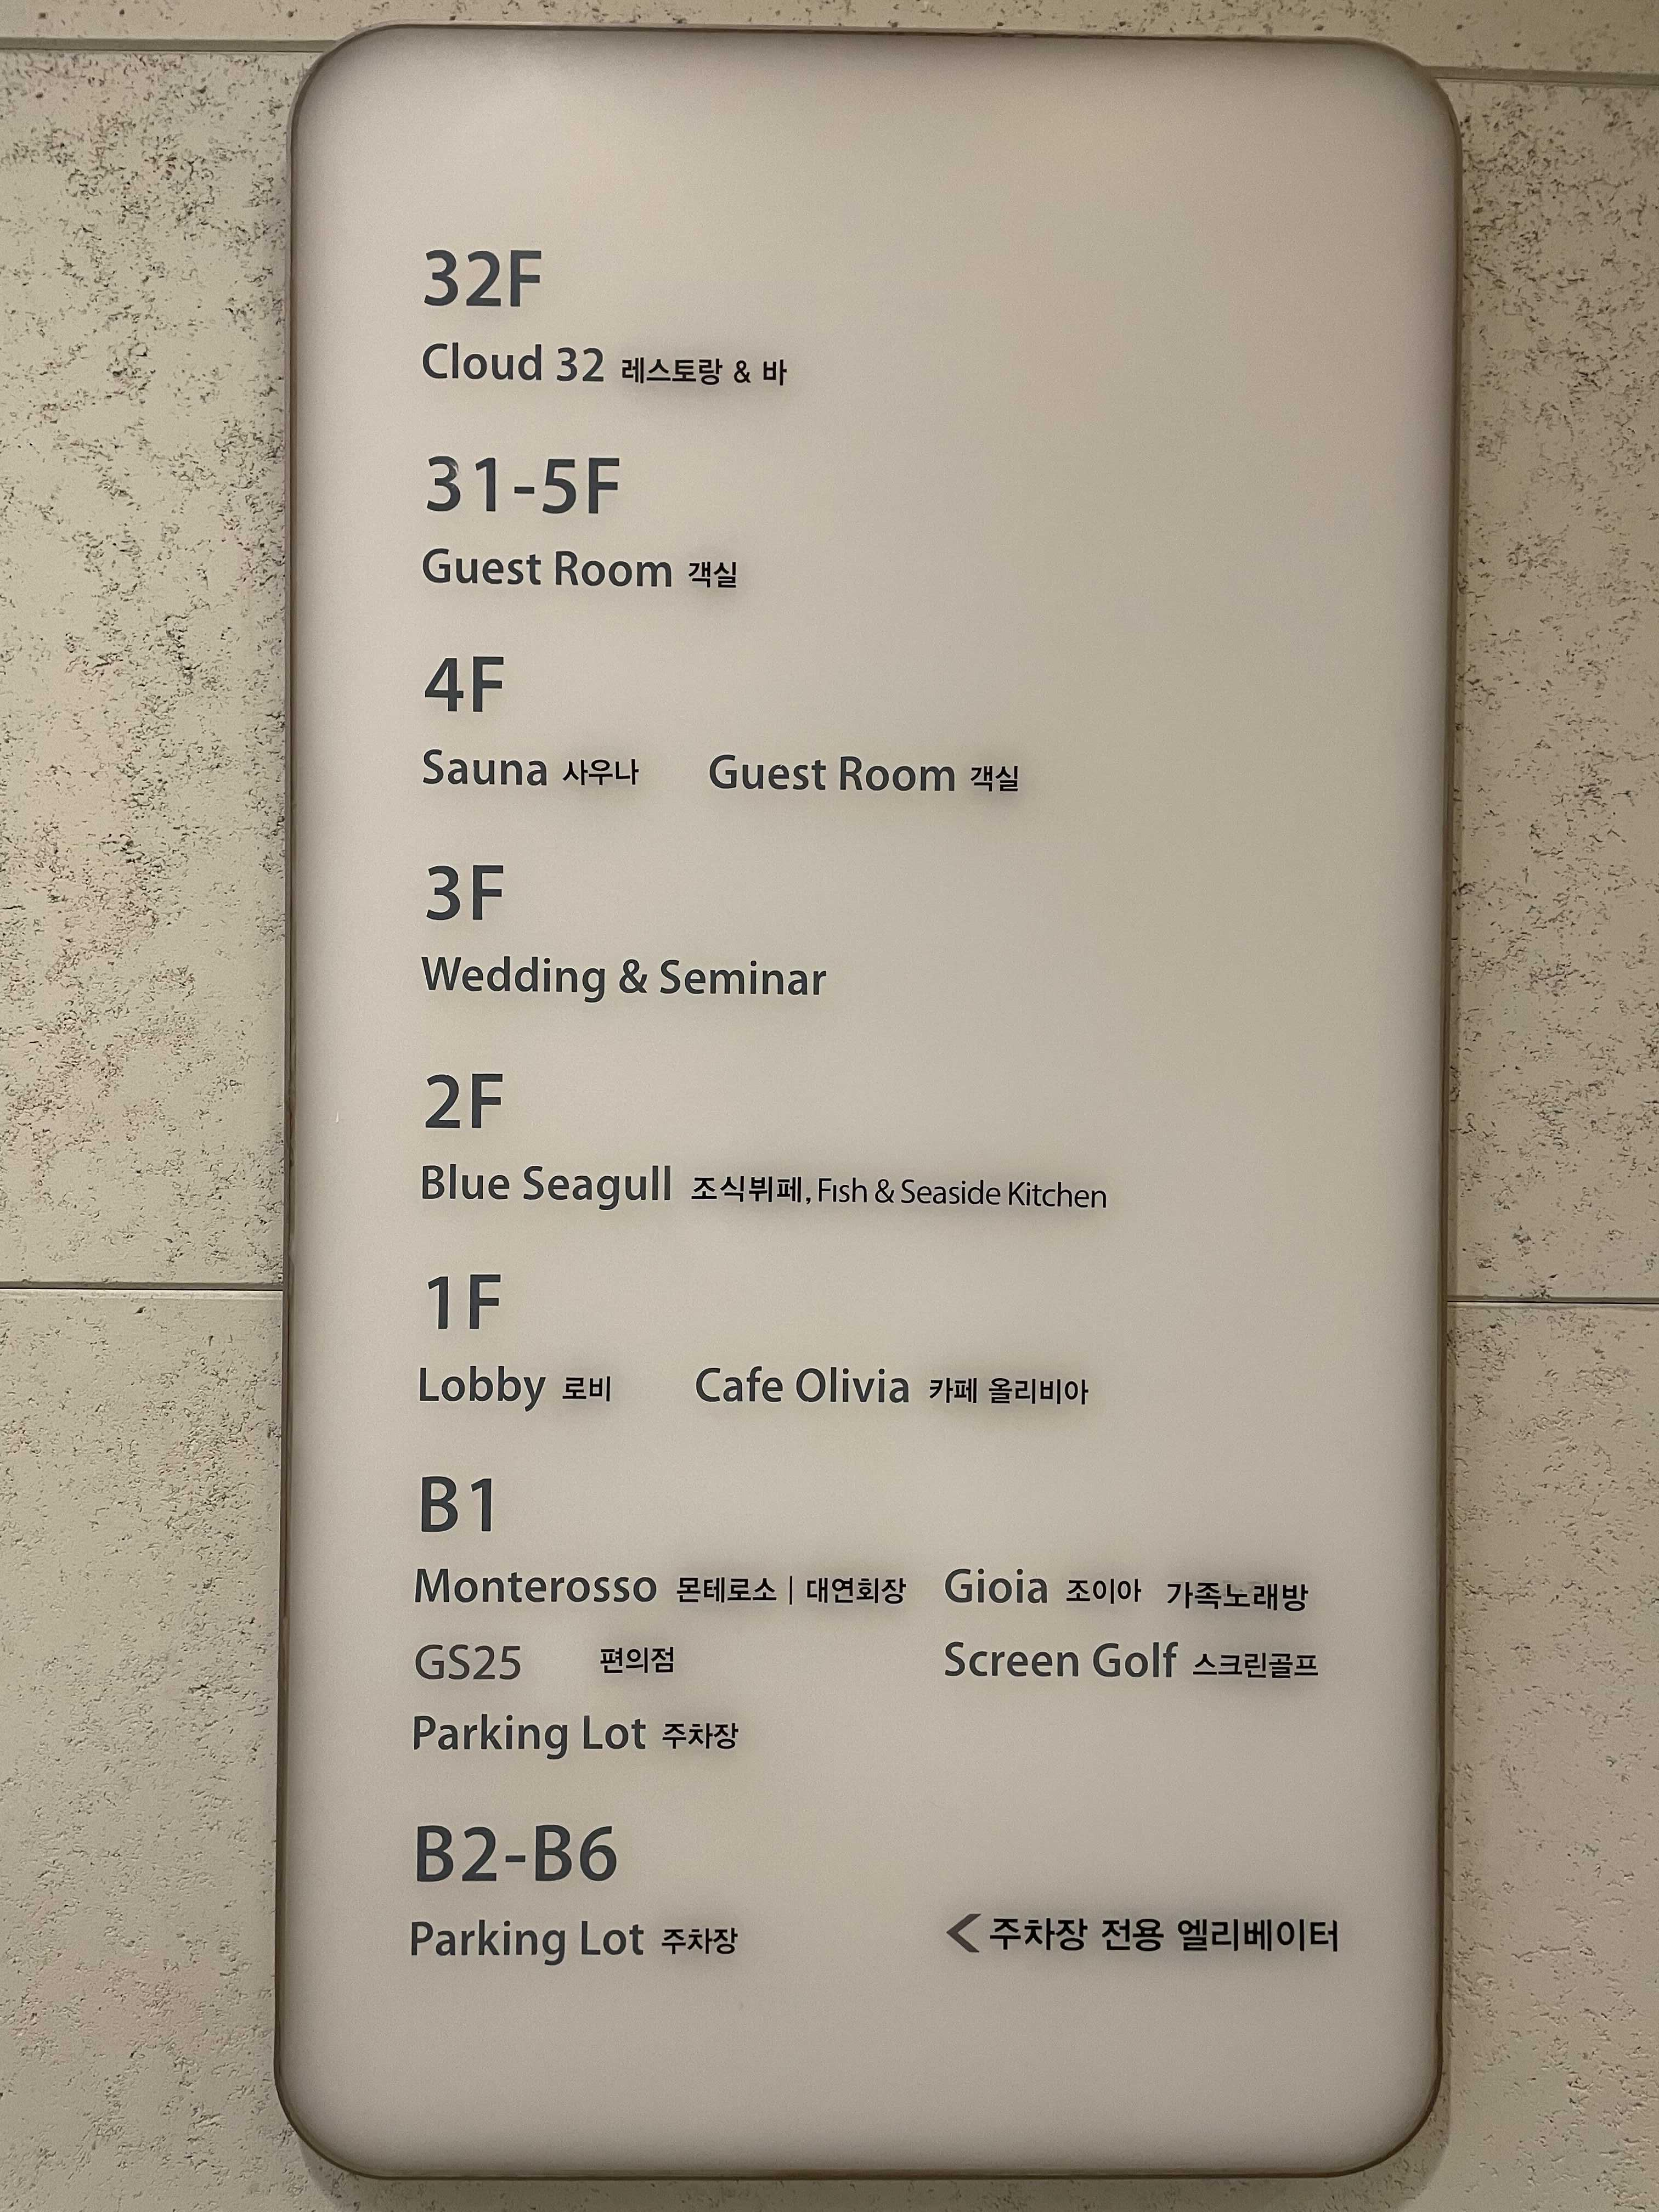 32F
Cloud 32 레스토랑 & 바
31-5F
Guest Room 객실
4F
Sauna 사우나 Guest Room 객실
3F
Wedding & Seminar
2F
Blue Seagull 조식뷔페, Fish & Seaside Kitchen
1F
Lobby 로비 Cafe Olivia 카페 올리비아
B1
Monterosso 몬테로소 | 대연회장 Gioia 조이아 가족노래방
GS25 편의점 Screen Golf 스크린골프
Parking Lot 주차장
B2-B6
Parking Lot 주차장 < 주차장 전용 엘리베이터